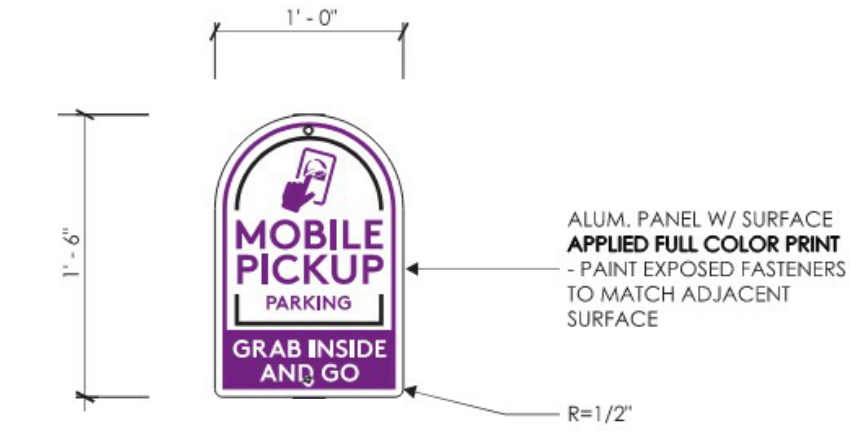 1' - 0"
1' - 6"
MOBILE
PICKUP
PARKING
GRAB INSIDE
AND GO
ALUM. PANEL W/ SURFACE
APPLIED FULL COLOR PRINT
- PAINT EXPOSED FASTENERS
TO MATCH ADJACENT
SURFACE
R=1/2"